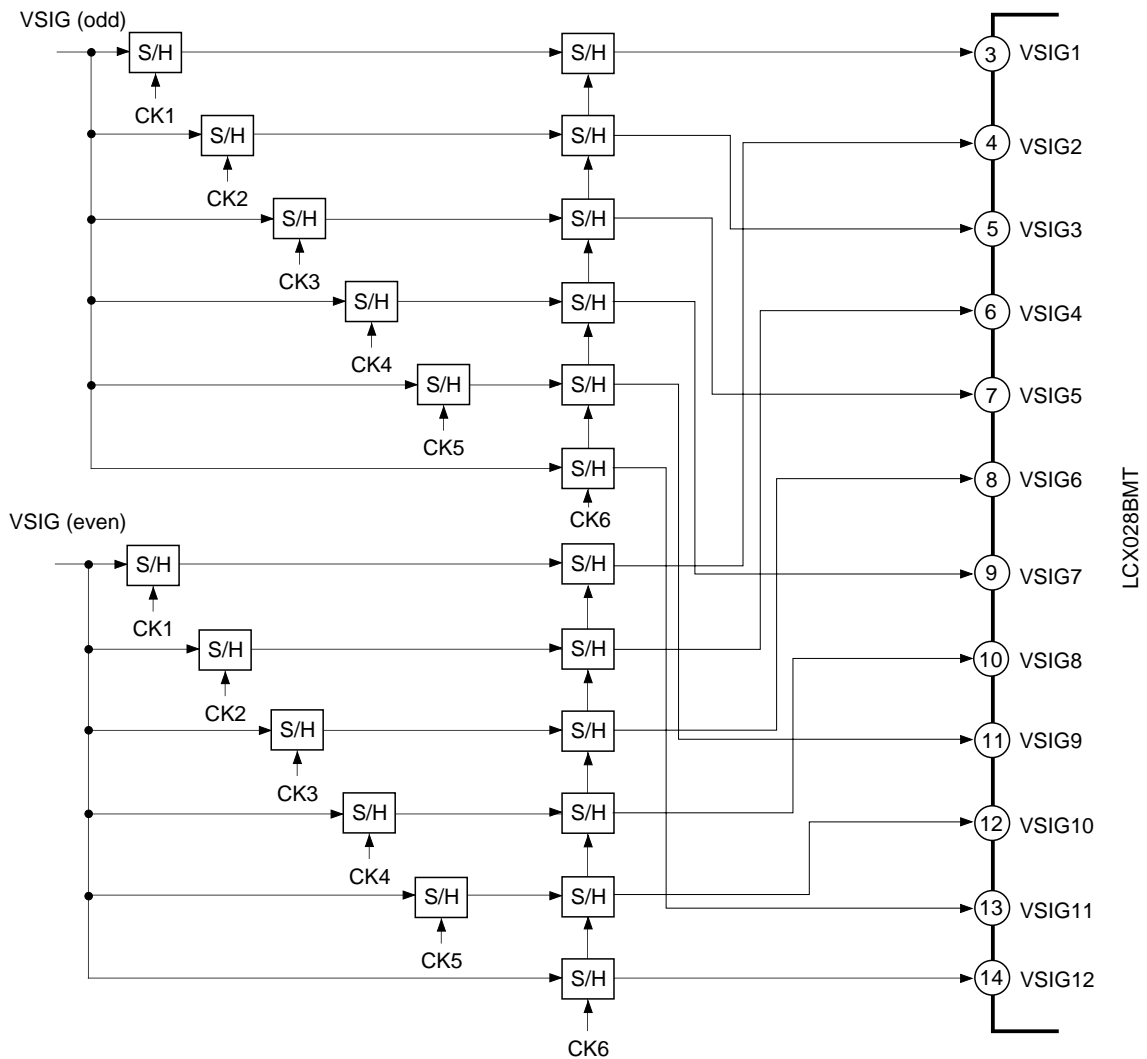 VSIG (odd)
S/H S/H 3 VSIG1
CK1
S/H S/H 4 VSIG2
CK2
S/H S/H 5 VSIG3
CK3
S/H S/H 6 VSIG4
CK4
S/H S/H 7 VSIG5
CK5
S/H 8 VSIG6
CK6
VSIG (even)
S/H S/H 9 VSIG7
CK1
S/H S/H 10 VSIG8
CK2
S/H S/H 11 VSIG9
CK3
S/H S/H 12 VSIG10
CK4
S/H S/H 13 VSIG11
CK5
S/H 14 VSIG12
CK6
LCX028BMT